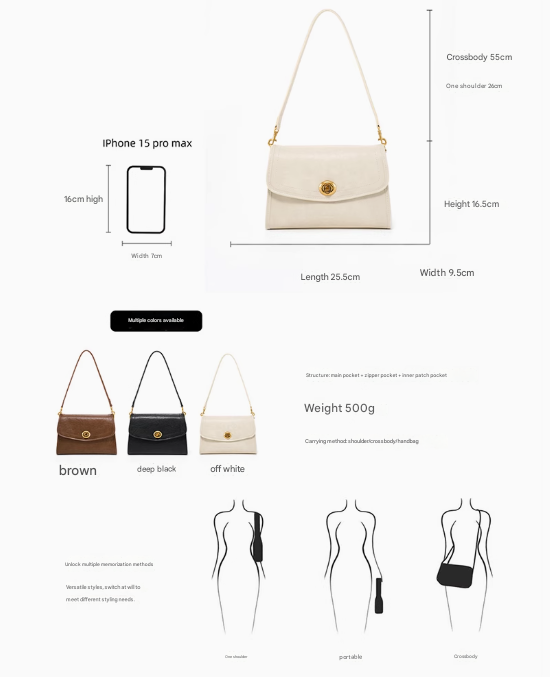 Crossbody 55cm
One shoulder 26cm
IPhone 15 pro max
16cm high
Width 7cm
Height 16.5cm
Length 25.5cm
Width 9.5cm
Multiple colors available
Structure: main pocket + zipper pocket + inner patch pocket
Weight 500g
Carrying method:shoulder/crossbody/handbag
brown
deep black
off white
Unlock multiple memorization methods
Versatile styles, switch at will to
meet different styling needs.
One shoulder
portable
Crossbody